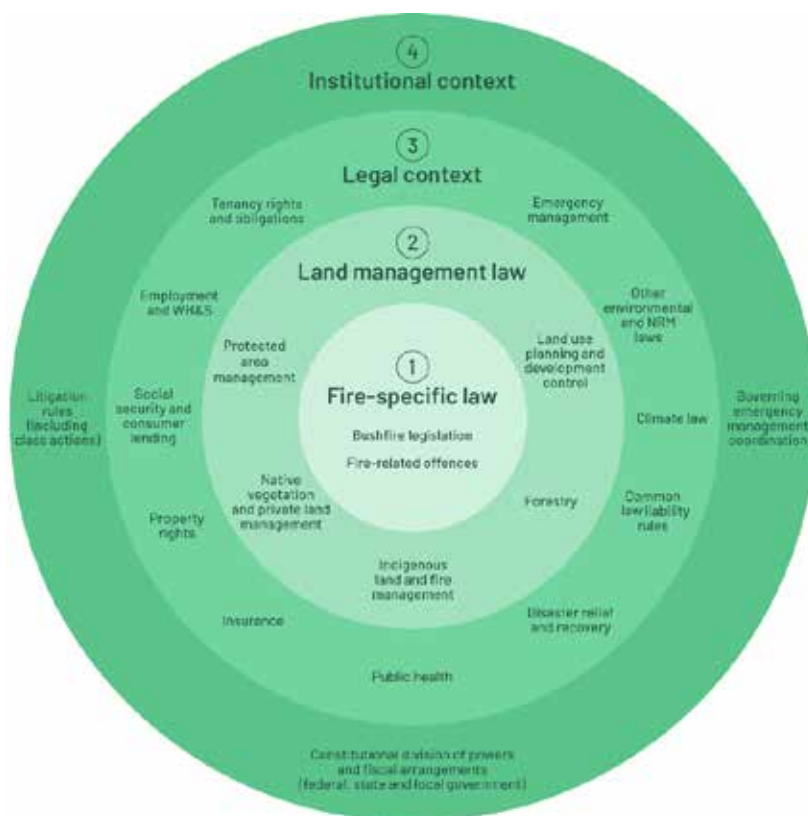 4
Institutional context
3
Legal context
Tenancy rights
and obligations
Emergency
management
2
Land management law
Employment
and WH&S
Other
environmental
and NRM
laws
Protected
area
management
Land use
planning and
development
control
1
Fire-specific law
Bushfire legislation
Fire-related offences
Litigation
rules
(including
class actions)
Social
security and
consumer
lending
Climate law
Governing
emergency
management
coordination
Native
vegetation
and private land
management
Forestry
Property
rights
Common
law liability
rules
Indigenous
land and fire
management
Insurance
Disaster relief
and recovery
Public health
Constitutional division of powers
and fiscal arrangements
(federal, state and local government)